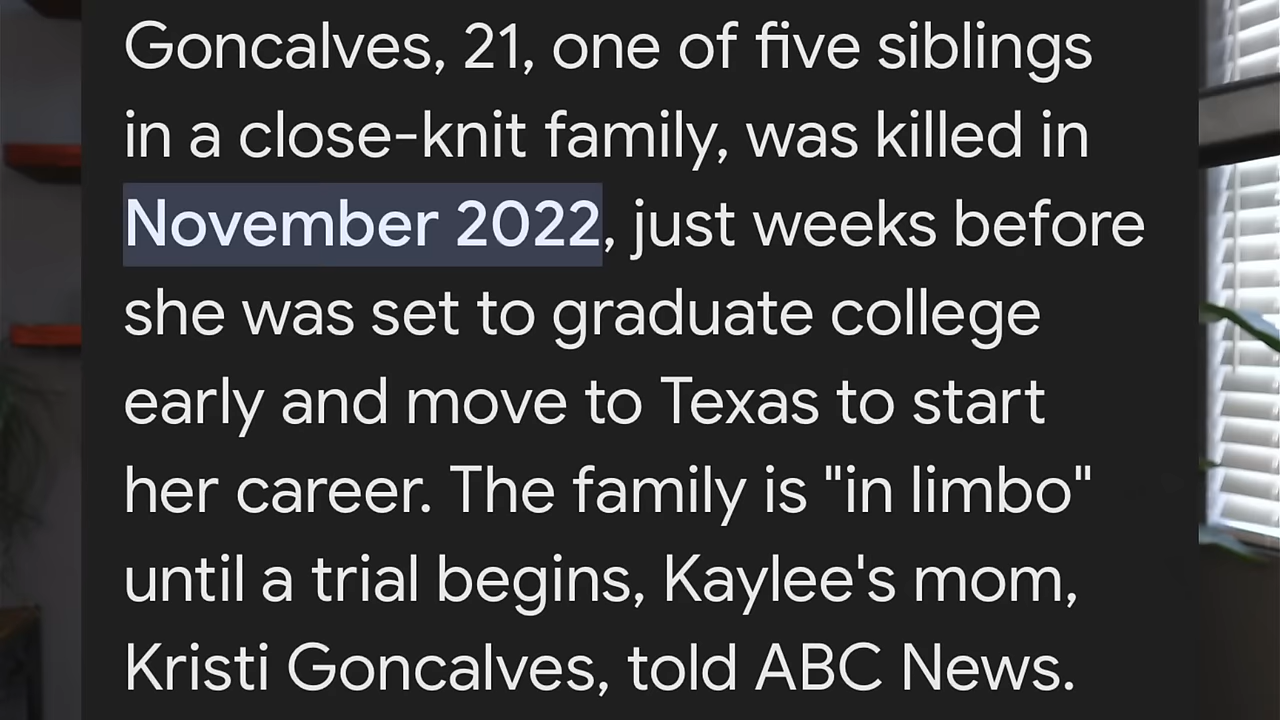 Goncalves, 21, one of five siblings
in a close-knit family, was killed in
November 2022, just weeks before
she was set to graduate college
early and move to Texas to start
her career. The family is "in limbo"
until a trial begins, Kaylee's mom,
Kristi Goncalves, told ABC News.